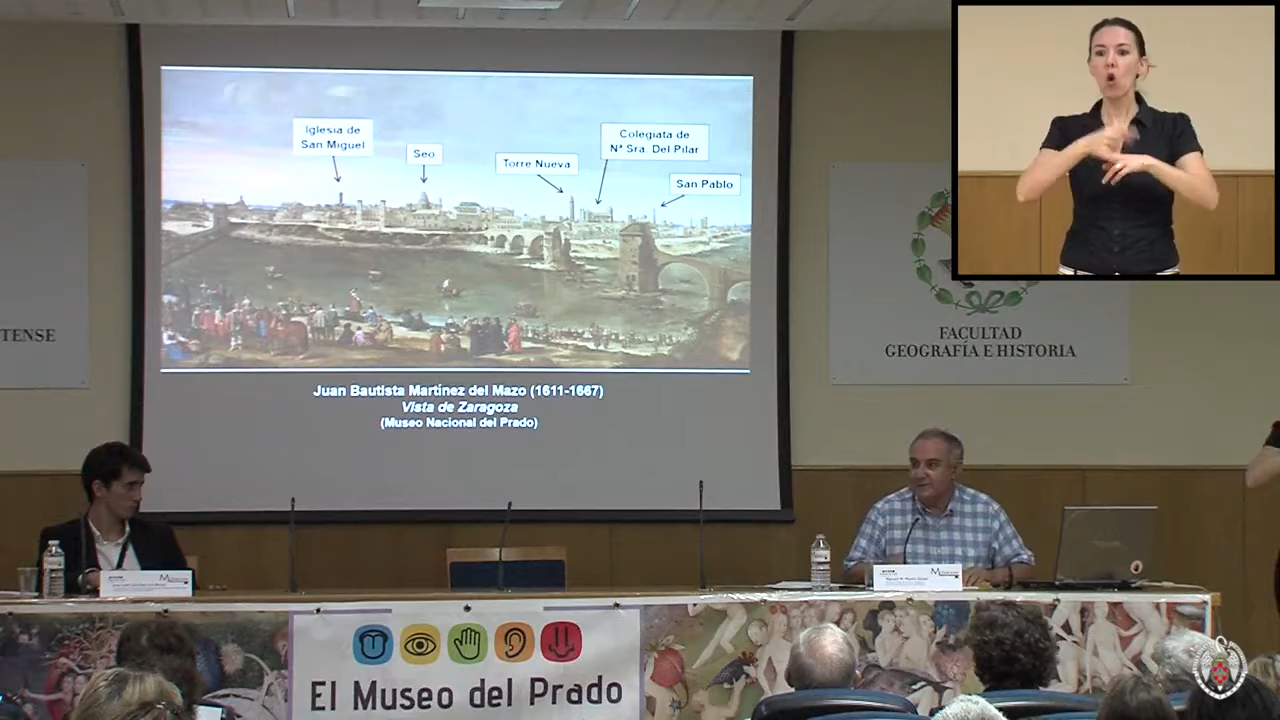 Iglesia de
San Miguel
Seo
Torre Nueva
Colegiata de
Nª Sra. Del Pilar
San Pablo
Juan Bautista Martínez del Mazo (1611-1667)
Vista de Zaragoza
(Museo Nacional del Prado)
TENSE
FACULTAD
GEOGRAFÍA E HISTORIA
El Museo del Prado